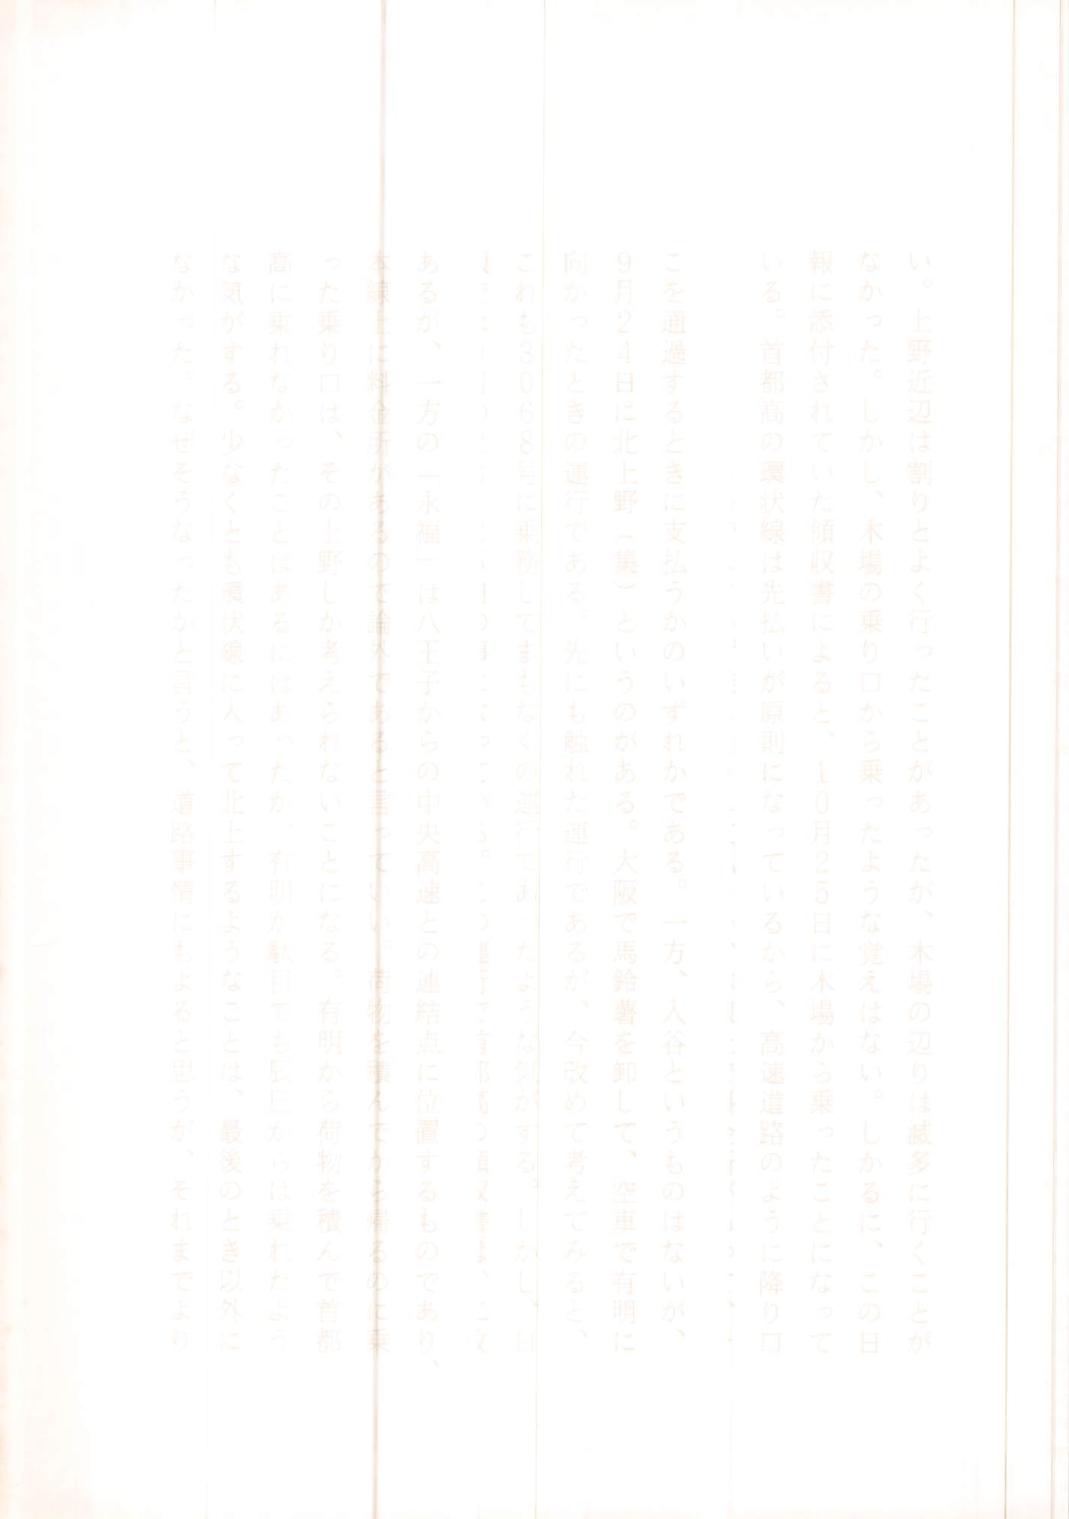 い。上野近辺は割りとよく行ったことがあったが、木場の辺りは滅多に行くことが
なかった。しかし、木場の乗り口から乗ったような覚えはない。しかるに、この日
報に添付されていた領収書によると、１０月２５日に木場から乗ったことになって
いる。首都高の環状線は先払いが原則になっているから、高速道路のように降り口
こを通過するときに支払うかのいずれかである。一方、入谷というものはないが、
９月２４日に北上野（集）というのがある。大阪で馬鈴薯を卸して、空車で有明に
向かったときの運行である。先にも触れた運行であるが、今改めて考えてみると、
これも３０６８号に乗務してまもなくの運行であったような気がする。しかし、日
あるが、一方の「永福」は八王子からの中央高速との連結点に位置するものであり、
本線上に料金所があるので論外であると言っていい。荷物を積んでから帰るのに乗
った乗り口は、その上野しか考えられないことになる。有明から荷物を積んで首都
高に乗れなかったことはあるにはあったが、有明が駄目でも辰巳からは乗れたよう
な気がする。少なくとも環状線に入って北上するようなことは、最後のとき以外に
なかった。なぜそうなったかと言うと、道路事情にもよると思うが、それまでより